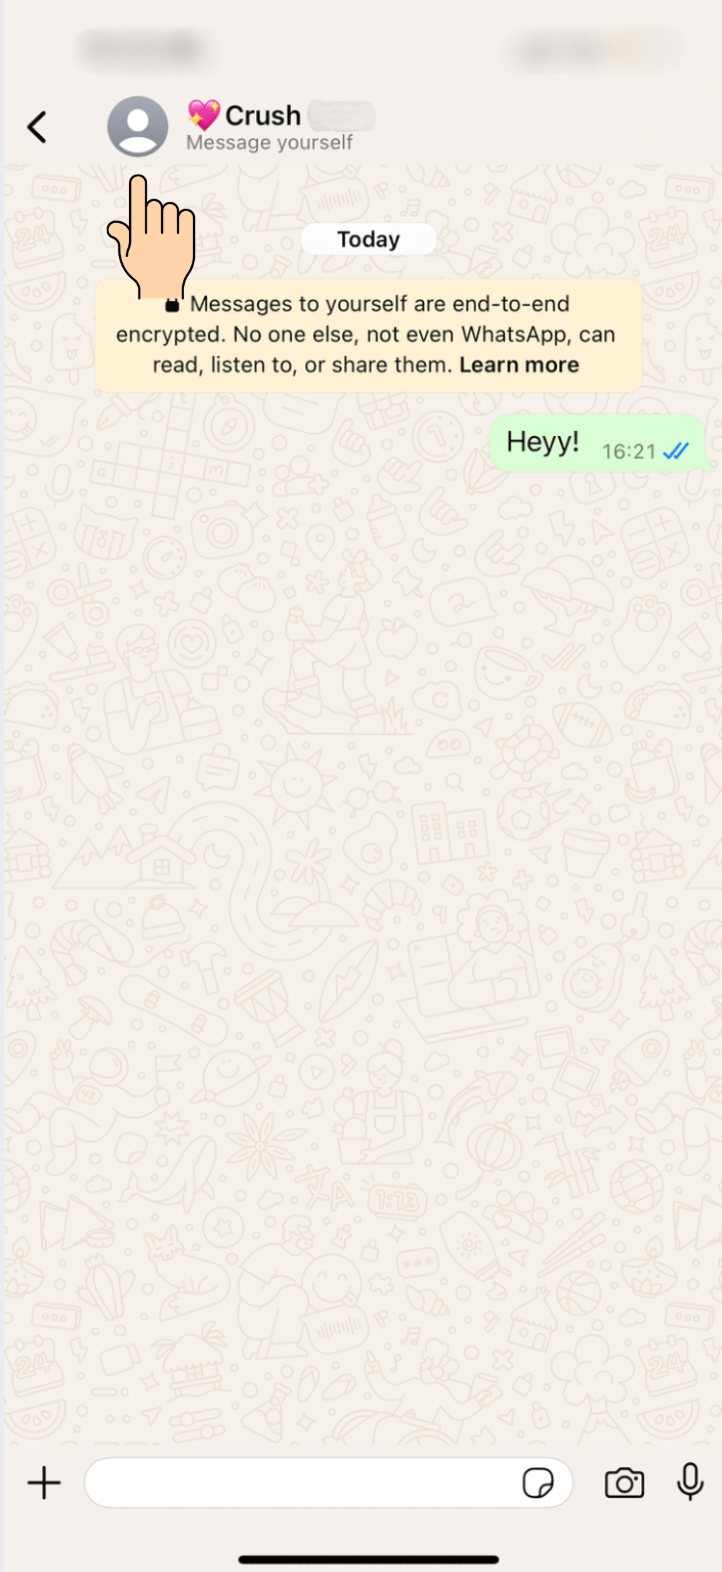 💖Crush
Message yourself
Today
Messages to yourself are end-to-end
encrypted. No one else, not even WhatsApp, can
read, listen to, or share them. Learn more
Heyy! 16:21